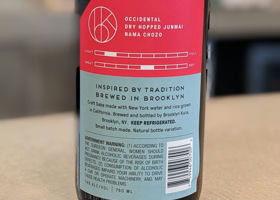 OCCIDENTAL
DRY HOPPED JUNMAI
NAMA CHOZO
INSPIRED BY TRADITION
BREWED IN BROOKLYN
Craft sake made with New York water and rice grown
in California. Brewed and bottled by Brooklyn Kura,
Brooklyn, NY. KEEP REFRIGERATED.
Small batch made. Natural bottle variation.
GOVERNMENT WARNING: (1) ACCORDING TO
THE SURGEON GENERAL, WOMEN SHOULD
NOT DRINK ALCOHOLIC BEVERAGES DURING
PREGNANCY BECAUSE OF THE RISK OF BIRTH
DEFECTS. (2) CONSUMPTION OF ALCOHOLIC
BEVERAGES IMPAIRS YOUR ABILITY TO DRIVE
A CAR OR OPERATE MACHINERY, AND MAY
CAUSE HEALTH PROBLEMS.
ALC/VOL | 750 ML